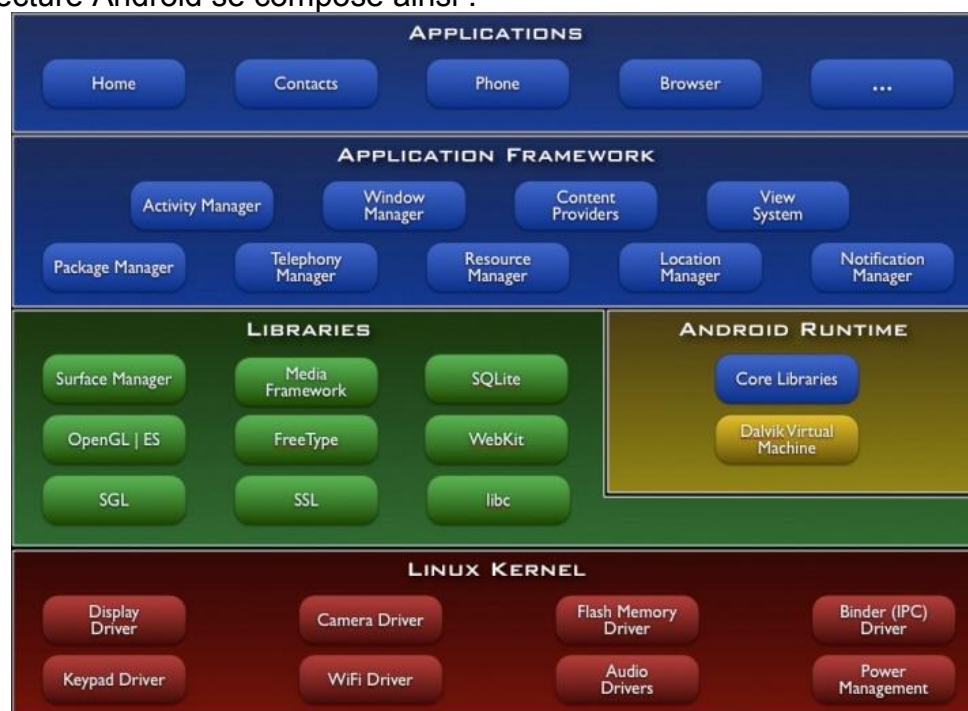 ecture Android se compose ainsi :
APPLICATIONS
Home
Contacts
Phone
Browser
...
APPLICATION FRAMEWORK
Activity Manager
Window
Manager
Content
Providers
View
System
Package Manager
Telephony
Manager
Resource
Manager
Location
Manager
Notification
Manager
LIBRARIES
Surface Manager
Media
Framework
SQLite
OpenGL | ES
FreeType
WebKit
SGL
SSL
libc
ANDROID RUNTIME
Core Libraries
Dalvik Virtual
Machine
LINUX KERNEL
Display
Driver
Camera Driver
Flash Memory
Driver
Binder (IPC)
Driver
Keypad Driver
WiFi Driver
Audio
Drivers
Power
Management